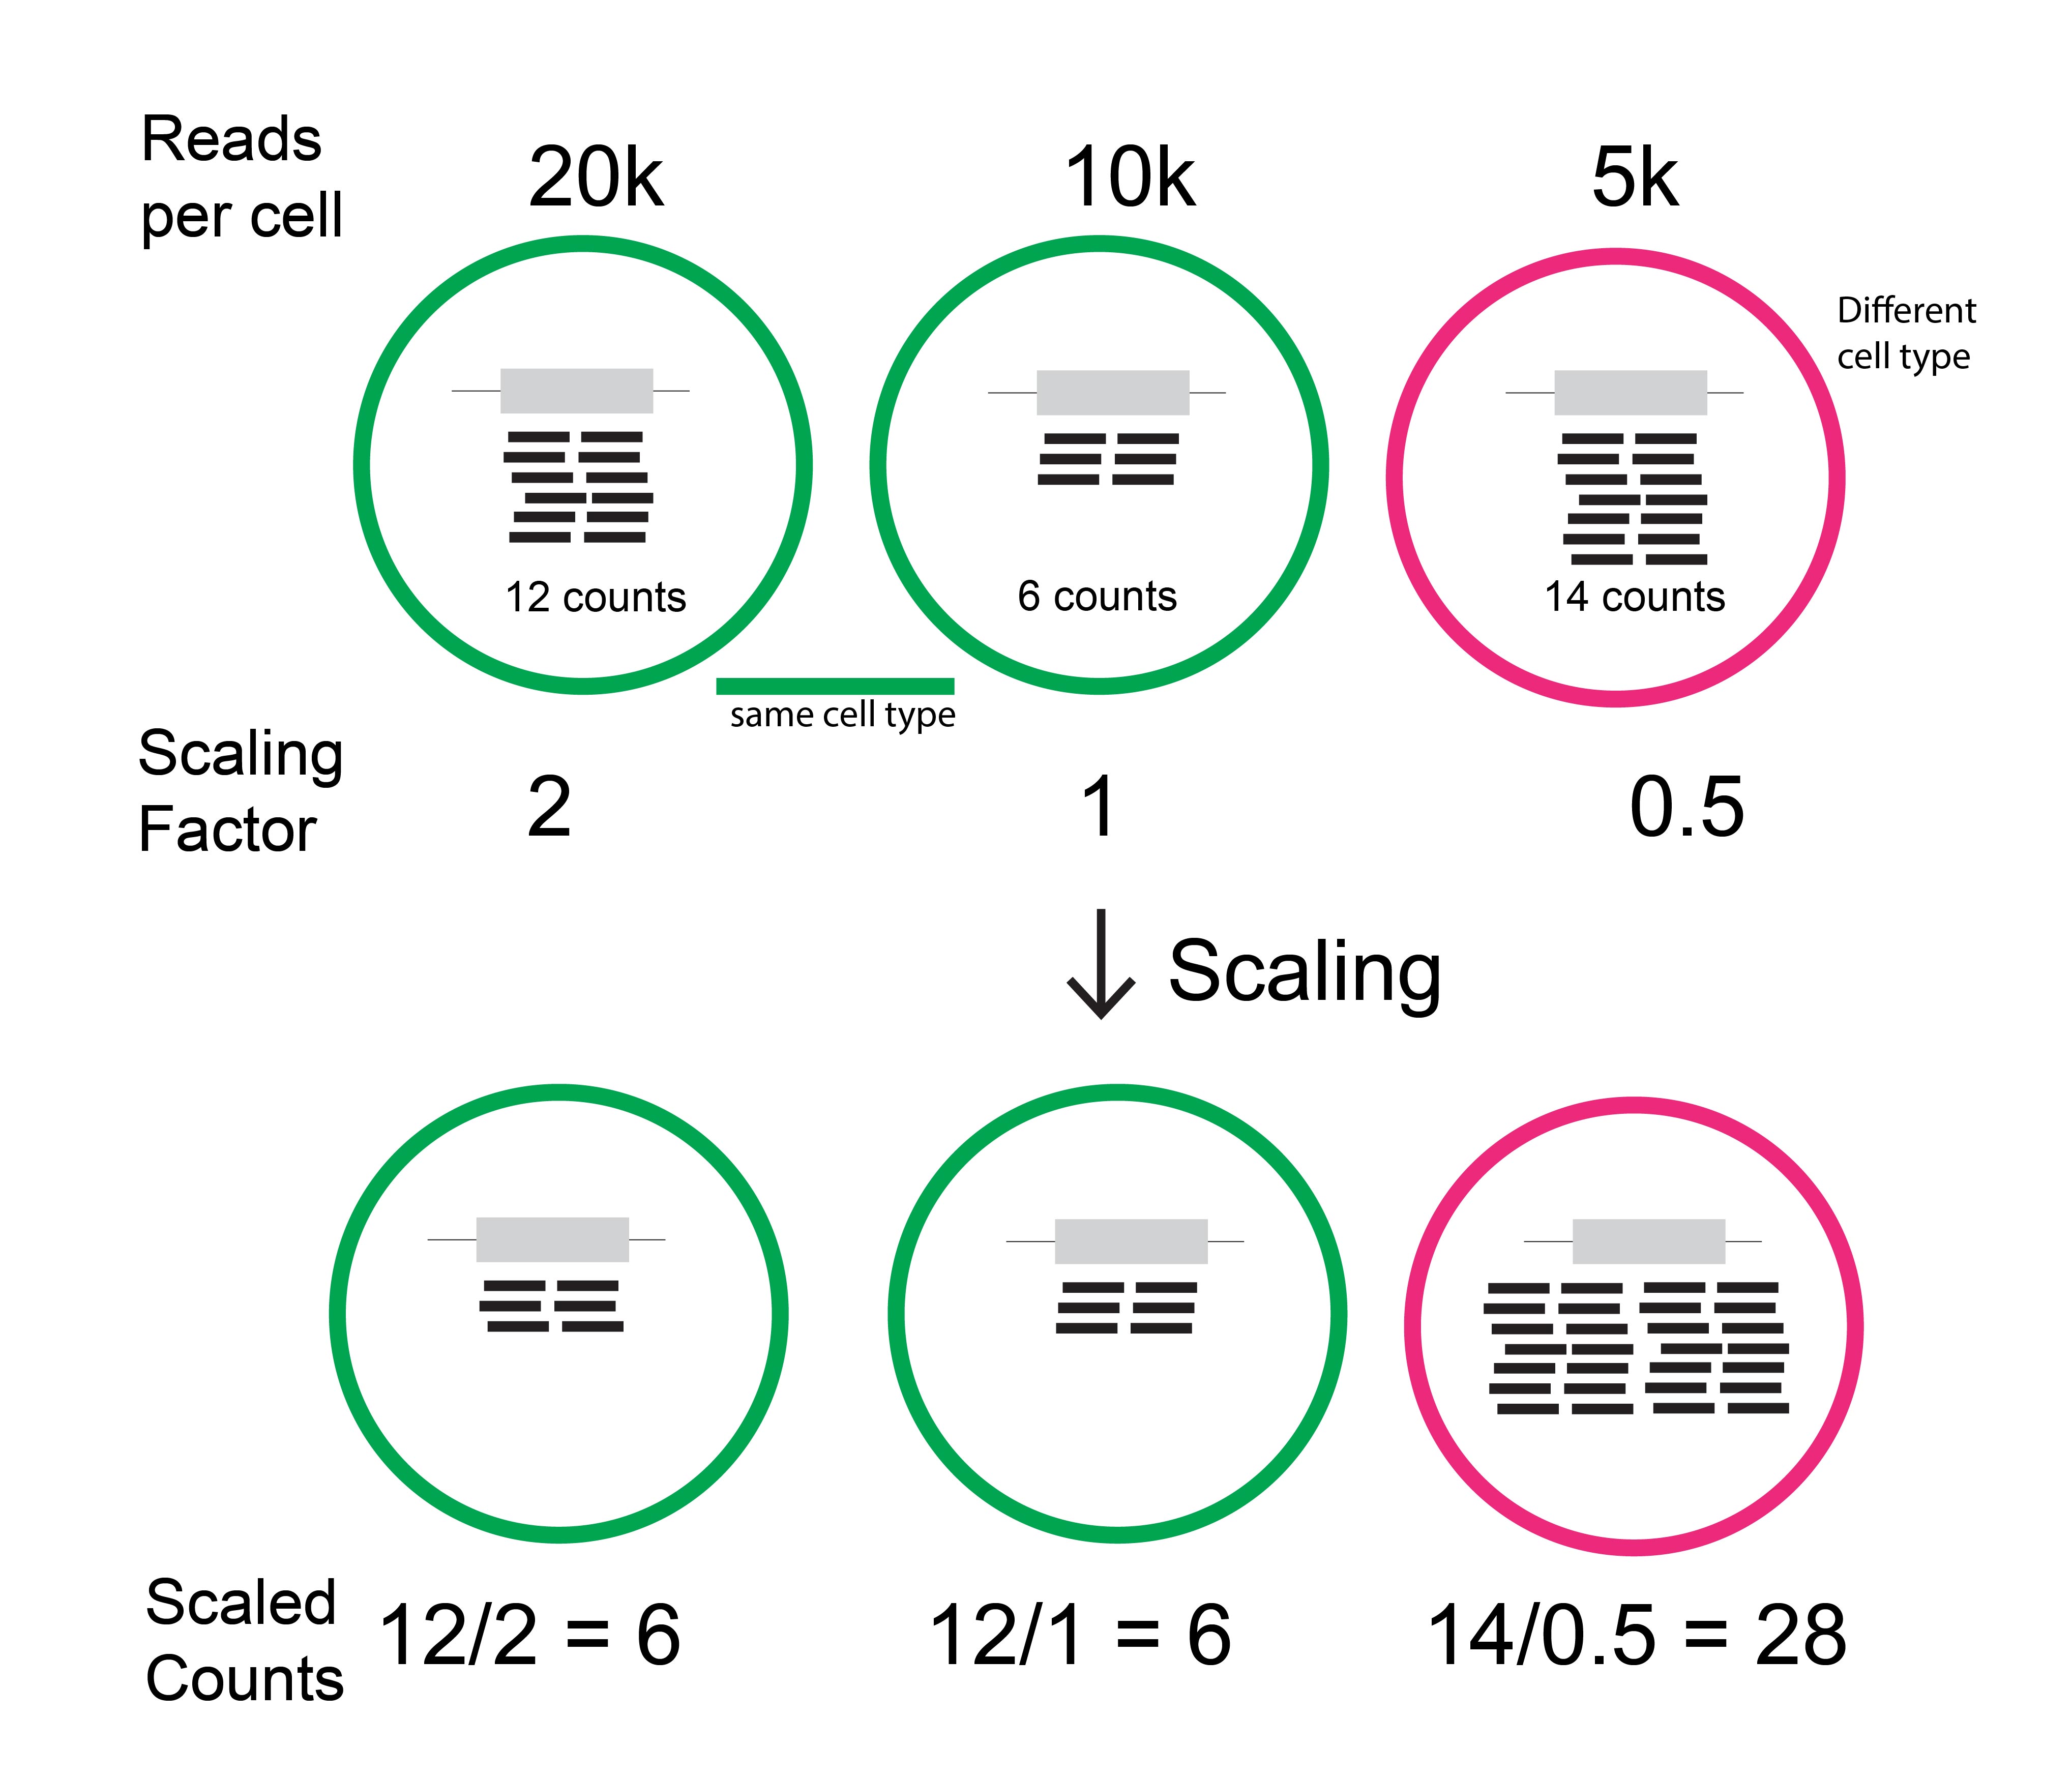 Reads
per cell
20k
10k
5k
Different
cell type
12 counts
6 counts
14 counts
same cell type
Scaling
Factor
2
1
0.5
Scaling
Scaled
Counts
12/2 = 6
12/1 = 6
14/0.5 = 28